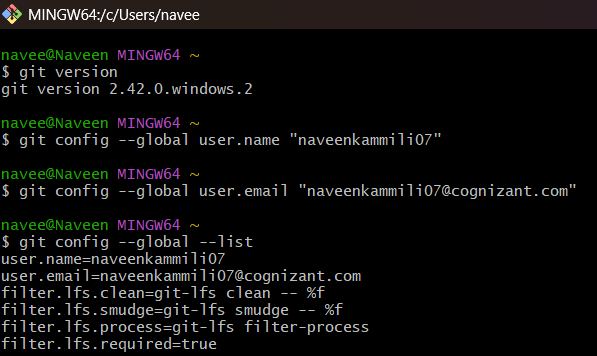 MINGW64:/c/Users/navee
navee@Naveen MINGW64 ~
$ git version
git version 2.42.0.windows.2
navee@Naveen MINGW64 ~
$ git config --global user.name "naveenkammili07"
navee@Naveen MINGW64 ~
$ git config --global user.email "naveenkammili07@cognizant.com"
navee@Naveen MINGW64 ~
$ git config --global --list
user.name=naveenkammili07
user.email=naveenkammili07@cognizant.com
filter.lfs.clean=git-lfs clean -- %f
filter.lfs.smudge=git-lfs smudge -- %f
filter.lfs.process=git-lfs filter-process
filter.lfs.required=true